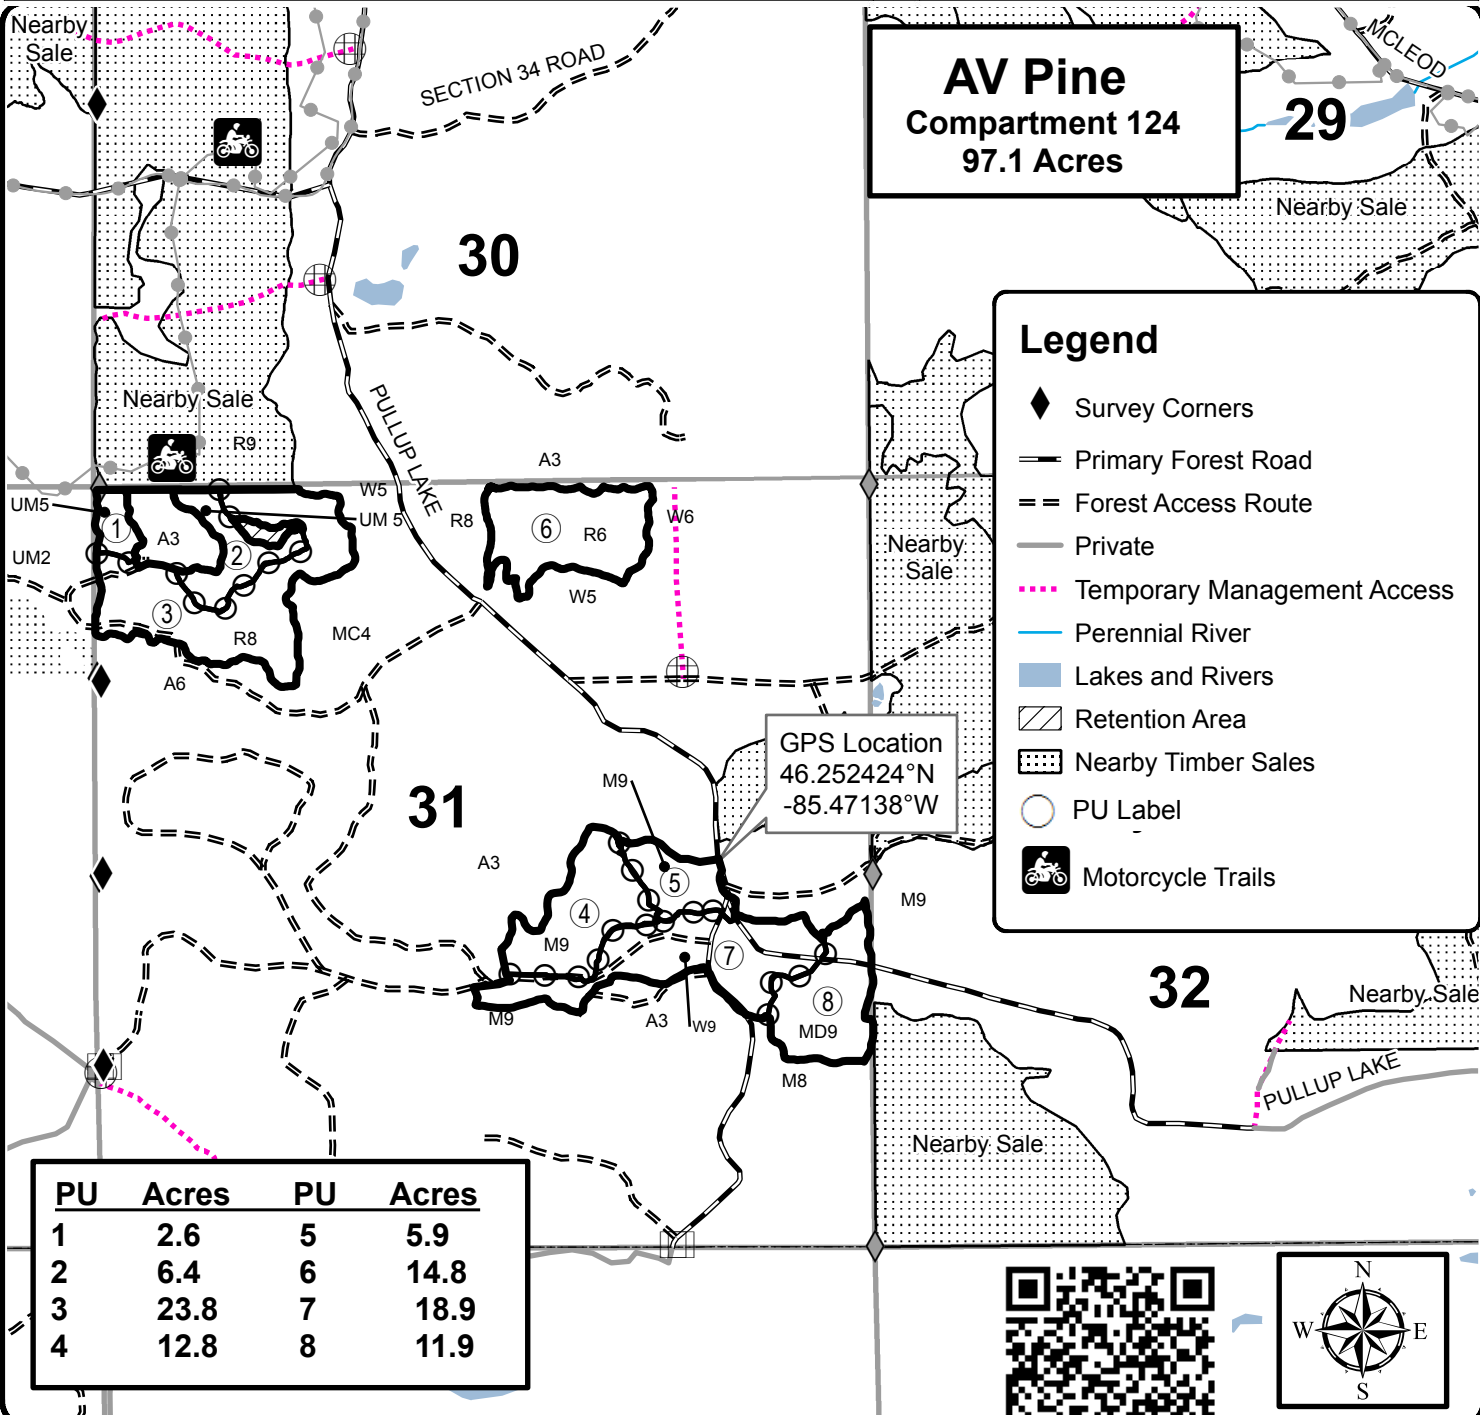 Nearby
Sale
SECTION 34 ROAD
AV Pine
Compartment 124
97.1 Acres
MCLEOD
29
Nearby Sale
30
Nearby Sale
R9
PULLUP LAKE
A3
Legend
Survey Corners
Primary Forest Road
Forest Access Route
Private
Temporary Management Access
Perennial River
Lakes and Rivers
Retention Area
Nearby Timber Sales
PU Label
Motorcycle Trails
UM5
1
A3
2
W5
UM 5
R8
6
R6
W6
Nearby
Sale
UM2
3
R8
MC4
W5
A6
GPS Location
46.252424°N
-85.47138°W
M9
31
A3
5
4
M9
M9
7
8
MD9
M9
A3
W9
M8
32
Nearby Sale
PULLUP LAKE
Nearby Sale
PU Acres PU Acres
1 2.6 5 5.9
2 6.4 6 14.8
3 23.8 7 18.9
4 12.8 8 11.9
N
W E
S